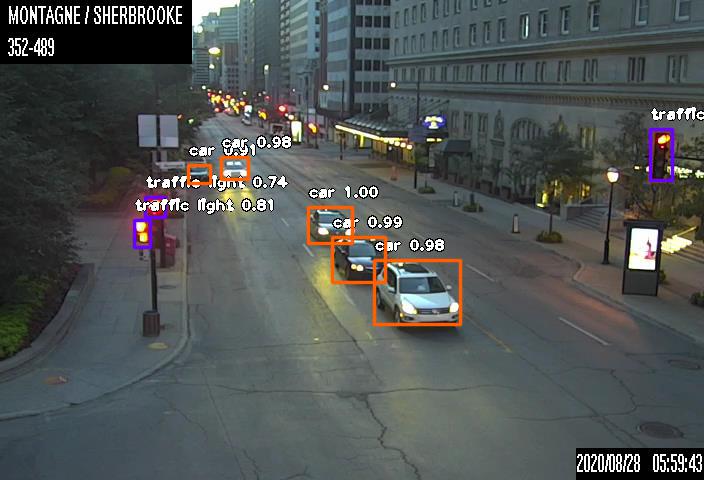 MONTAGNE / SHERBROOKE
352-489
traffic
car 0.98
car 0.91
traffic light 0.74
car 1.00
traffic light 0.81
car 0.99
car 0.98
2020/08/28 05:59:43